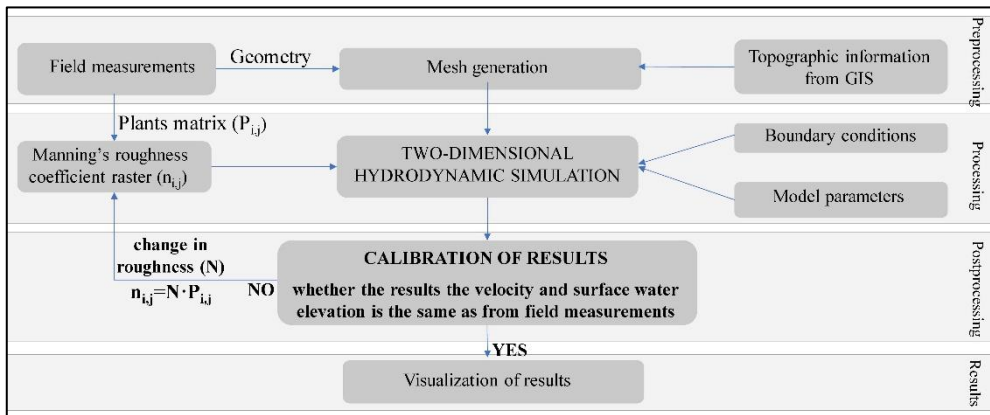 Field measurements
Geometry
Mesh generation
Topographic information
from GIS
Preprocessing
Plants matrix (Pi,j)
Manning's roughness
coefficient raster (ni,j)
TWO-DIMENSIONAL
HYDRODYNAMIC SIMULATION
Boundary conditions
Model parameters
Processing
change in
roughness (N)
ni,j=N·Pi,j
NO
CALIBRATION OF RESULTS
whether the results the velocity and surface water
elevation is the same as from field measurements
Postprocessing
YES
Visualization of results
Results